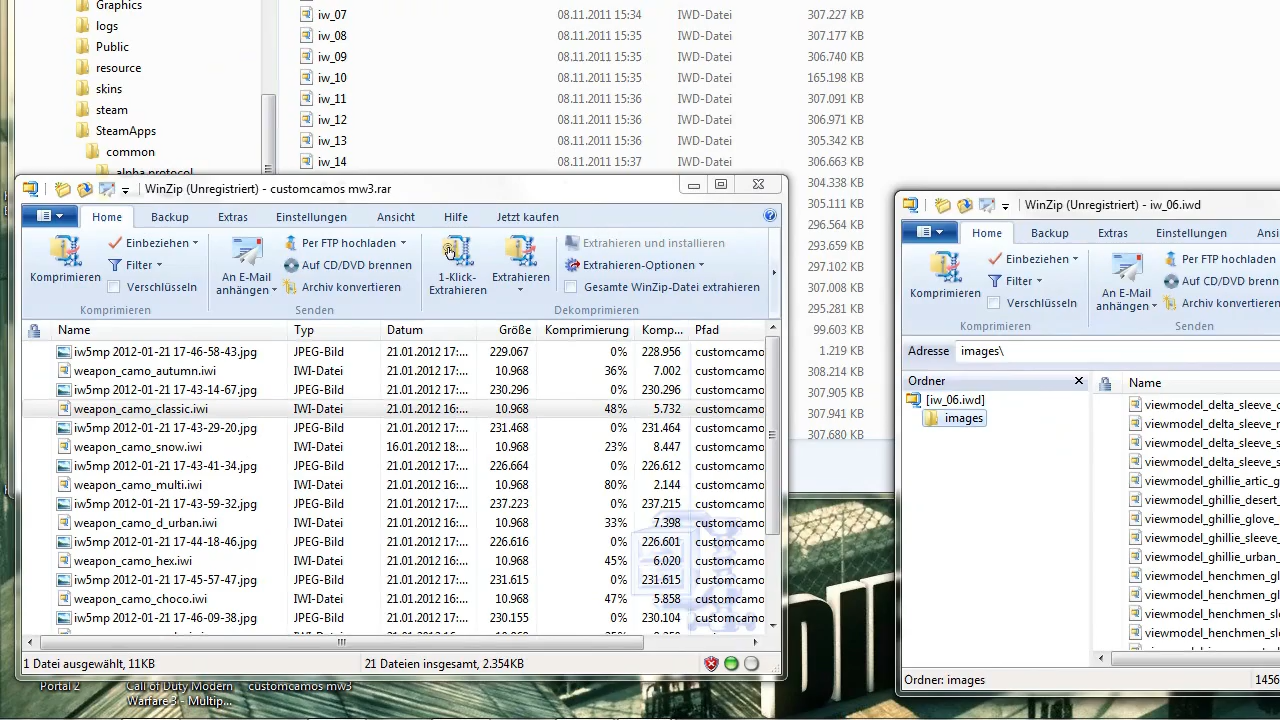 Graphics
logs
Public
resource
skins
steam
SteamApps
common
alpha protocol
iw_07 08.11.2011 15:34 IWD-Datei 307.227 KB
iw_08 08.11.2011 15:35 IWD-Datei 307.177 KB
iw_09 08.11.2011 15:35 IWD-Datei 306.740 KB
iw_10 08.11.2011 15:35 IWD-Datei 165.198 KB
iw_11 08.11.2011 15:36 IWD-Datei 307.091 KB
iw_12 08.11.2011 15:36 IWD-Datei 306.971 KB
iw_13 08.11.2011 15:36 IWD-Datei 305.342 KB
iw_14 08.11.2011 15:37 IWD-Datei 306.663 KB
304.338 KB
305.111 KB
296.564 KB
293.659 KB
297.102 KB
307.008 KB
295.281 KB
99.603 KB
1.219 KB
308.214 KB
307.905 KB
307.941 KB
307.680 KB
WinZip (Unregistriert) - customcamos mw3.rar
Home Backup Extras Einstellungen Ansicht Hilfe Jetzt kaufen
Komprimieren
Einbeziehen
Filter
Verschlüsseln
Komprimieren
An E-Mail
anhängen
Per FTP hochladen
Auf CD/DVD brennen
Archiv konvertieren
Senden
1-Klick-
Extrahieren
Extrahieren
Extrahieren und installieren
Extrahieren-Optionen
Gesamte WinZip-Datei extrahieren
Dekomprimieren
Name Typ Datum Größe Komprimierung Komp... Pfad
iw5mp 2012-01-21 17-46-58-43.jpg JPEG-Bild 21.01.2012 17:... 229.067 0% 228.956 customcamo
weapon_camo_autumn.iwi IWI-Datei 21.01.2012 17:... 10.968 36% 7.002 customcamo
iw5mp 2012-01-21 17-43-14-67.jpg JPEG-Bild 21.01.2012 17:... 230.296 0% 230.296 customcamo
weapon_camo_classic.iwi IWI-Datei 21.01.2012 16:... 10.968 48% 5.732 customcamo
iw5mp 2012-01-21 17-43-29-20.jpg JPEG-Bild 21.01.2012 17:... 231.468 0% 231.464 customcamo
weapon_camo_snow.iwi IWI-Datei 16.01.2012 18:... 10.968 23% 8.447 customcamo
iw5mp 2012-01-21 17-43-41-34.jpg JPEG-Bild 21.01.2012 17:... 226.664 0% 226.612 customcamo
weapon_camo_multi.iwi IWI-Datei 21.01.2012 16:... 10.968 80% 2.144 customcamo
iw5mp 2012-01-21 17-43-59-32.jpg JPEG-Bild 21.01.2012 17:... 237.223 0% 237.215 customcamo
weapon_camo_d_urban.iwi IWI-Datei 21.01.2012 16:... 10.968 33% 7.398 customcamo
iw5mp 2012-01-21 17-44-18-46.jpg JPEG-Bild 21.01.2012 17:... 226.616 0% 226.601 customcamo
weapon_camo_hex.iwi IWI-Datei 21.01.2012 16:... 10.968 45% 6.020 customcamo
iw5mp 2012-01-21 17-45-57-47.jpg JPEG-Bild 21.01.2012 17:... 231.615 0% 231.615 customcamo
weapon_camo_choco.iwi IWI-Datei 21.01.2012 16:... 10.968 47% 5.858 customcamo
iw5mp 2012-01-21 17-46-09-38.jpg JPEG-Bild 21.01.2012 17:... 230.155 0% 230.104 customcamo
1 Datei ausgewählt, 11KB 21 Dateien insgesamt, 2.354KB
Portal 2
Call of Duty Modern
Warfare 3 - Multip...
customcamos mw3
WinZip (Unregistriert) - iw_06.iwd
Home Backup Extras Einstellungen Ansi
Komprimieren
Einbeziehen
Filter
Verschlüsseln
Komprimieren
An E-Mail
anhängen
Per FTP hochladen
Auf CD/DVD brennen
Archiv konvertieren
Senden
Adresse images\
Ordner
[iw_06.iwd]
images
Name
viewmodel_delta_sleeve_
viewmodel_delta_sleeve_
viewmodel_delta_sleeve_
viewmodel_delta_sleeve_
viewmodel_ghillie_artic_g
viewmodel_ghillie_desert
viewmodel_ghillie_glove_
viewmodel_ghillie_sleeve_
viewmodel_ghillie_urban_
viewmodel_henchmen_gl
viewmodel_henchmen_gl
viewmodel_henchmen_sl
viewmodel_henchmen_sl
Ordner: images 1456